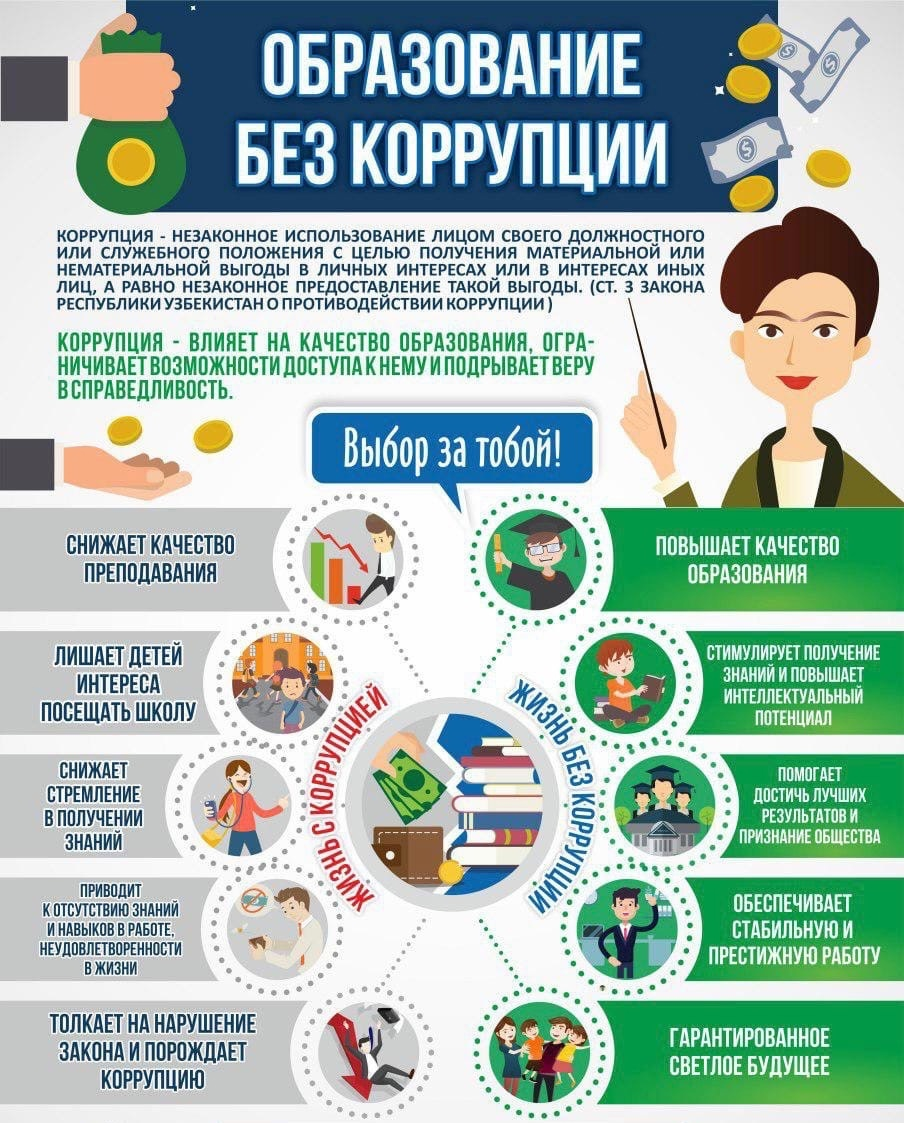 ОБРАЗОВАНИЕ
БЕЗ КОРРУПЦИИ
КОРРУПЦИЯ - НЕЗАКОННОЕ ИСПОЛЬЗОВАНИЕ ЛИЦОМ СВОЕГО ДОЛЖНОСТНОГО
ИЛИ СЛУЖЕБНОГО ПОЛОЖЕНИЯ С ЦЕЛЬЮ ПОЛУЧЕНИЯ МАТЕРИАЛЬНОЙ ИЛИ
НЕМАТЕРИАЛЬНОЙ ВЫГОДЫ В ЛИЧНЫХ ИНТЕРЕСАХ ИЛИ В ИНТЕРЕСАХ ИНЫХ
ЛИЦ, А РАВНО НЕЗАКОННОЕ ПРЕДОСТАВЛЕНИЕ ТАКОЙ ВЫГОДЫ. (СТ. 3 ЗАКОНА
РЕСПУБЛИКИ УЗБЕКИСТАН О ПРОТИВОДЕЙСТВИИ КОРРУПЦИИ )
КОРРУПЦИЯ - ВЛИЯЕТ НА КАЧЕСТВО ОБРАЗОВАНИЯ, ОГРА-
НИЧИВАЕТ ВОЗМОЖНОСТИ ДОСТУПА К НЕМУ И ПОДРЫВАЕТ ВЕРУ
В СПРАВЕДЛИВОСТЬ.
Выбор за тобой!
СНИЖАЕТ КАЧЕСТВО
ПРЕПОДАВАНИЯ
ПОВЫШАЕТ КАЧЕСТВО
ОБРАЗОВАНИЯ
ЛИШАЕТ ДЕТЕЙ
ИНТЕРЕСА
ПОСЕЩАТЬ ШКОЛУ
СТИМУЛИРУЕТ ПОЛУЧЕНИЕ
ЗНАНИЙ И ПОВЫШАЕТ
ИНТЕЛЛЕКТУАЛЬНЫЙ
ПОТЕНЦИАЛ
ЖИЗНЬ С КОРРУПЦИЕЙ
ЖИЗНЬ БЕЗ КОРРУПЦИИ
СНИЖАЕТ
СТРЕМЛЕНИЕ
В ПОЛУЧЕНИИ
ЗНАНИЙ
ПОМОГАЕТ
ДОСТИЧЬ ЛУЧШИХ
РЕЗУЛЬТАТОВ И
ПРИЗНАНИЕ ОБЩЕСТВА
ПРИВОДИТ
К ОТСУТСТВИЮ ЗНАНИЙ
И НАВЫКОВ В РАБОТЕ,
НЕУДОВЛЕТВОРЕННОСТИ
В ЖИЗНИ
ОБЕСПЕЧИВАЕТ
СТАБИЛЬНУЮ И
ПРЕСТИЖНУЮ РАБОТУ
ТОЛКАЕТ НА НАРУШЕНИЕ
ЗАКОНА И ПОРОЖДАЕТ
КОРРУПЦИЮ
ГАРАНТИРОВАННОЕ
СВЕТЛОЕ БУДУЩЕЕ